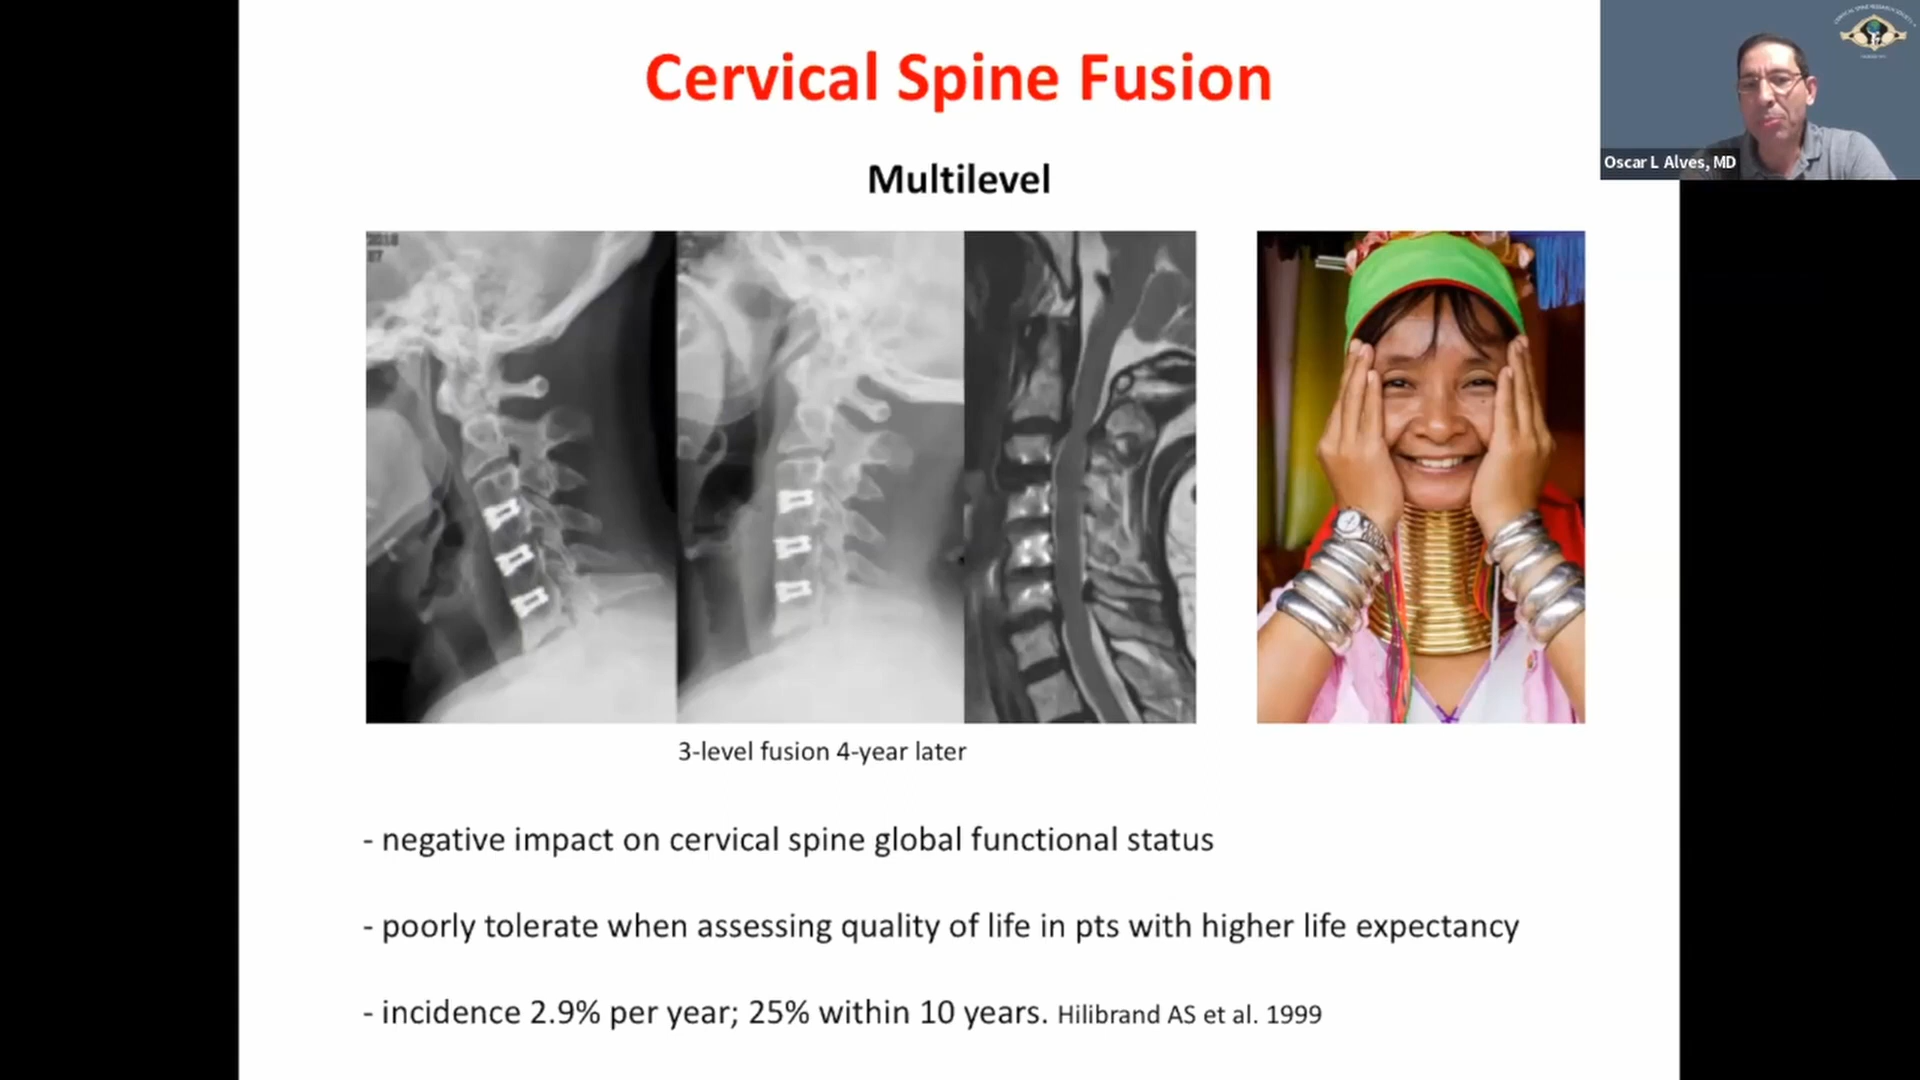 Cervical Spine Fusion
Oscar L Alves, MD
Multilevel
2018
07
3-level fusion 4-year later
- negative impact on cervical spine global functional status
- poorly tolerate when assessing quality of life in pts with higher life expectancy
- incidence 2.9% per year; 25% within 10 years. Hilibrand AS et al. 1999